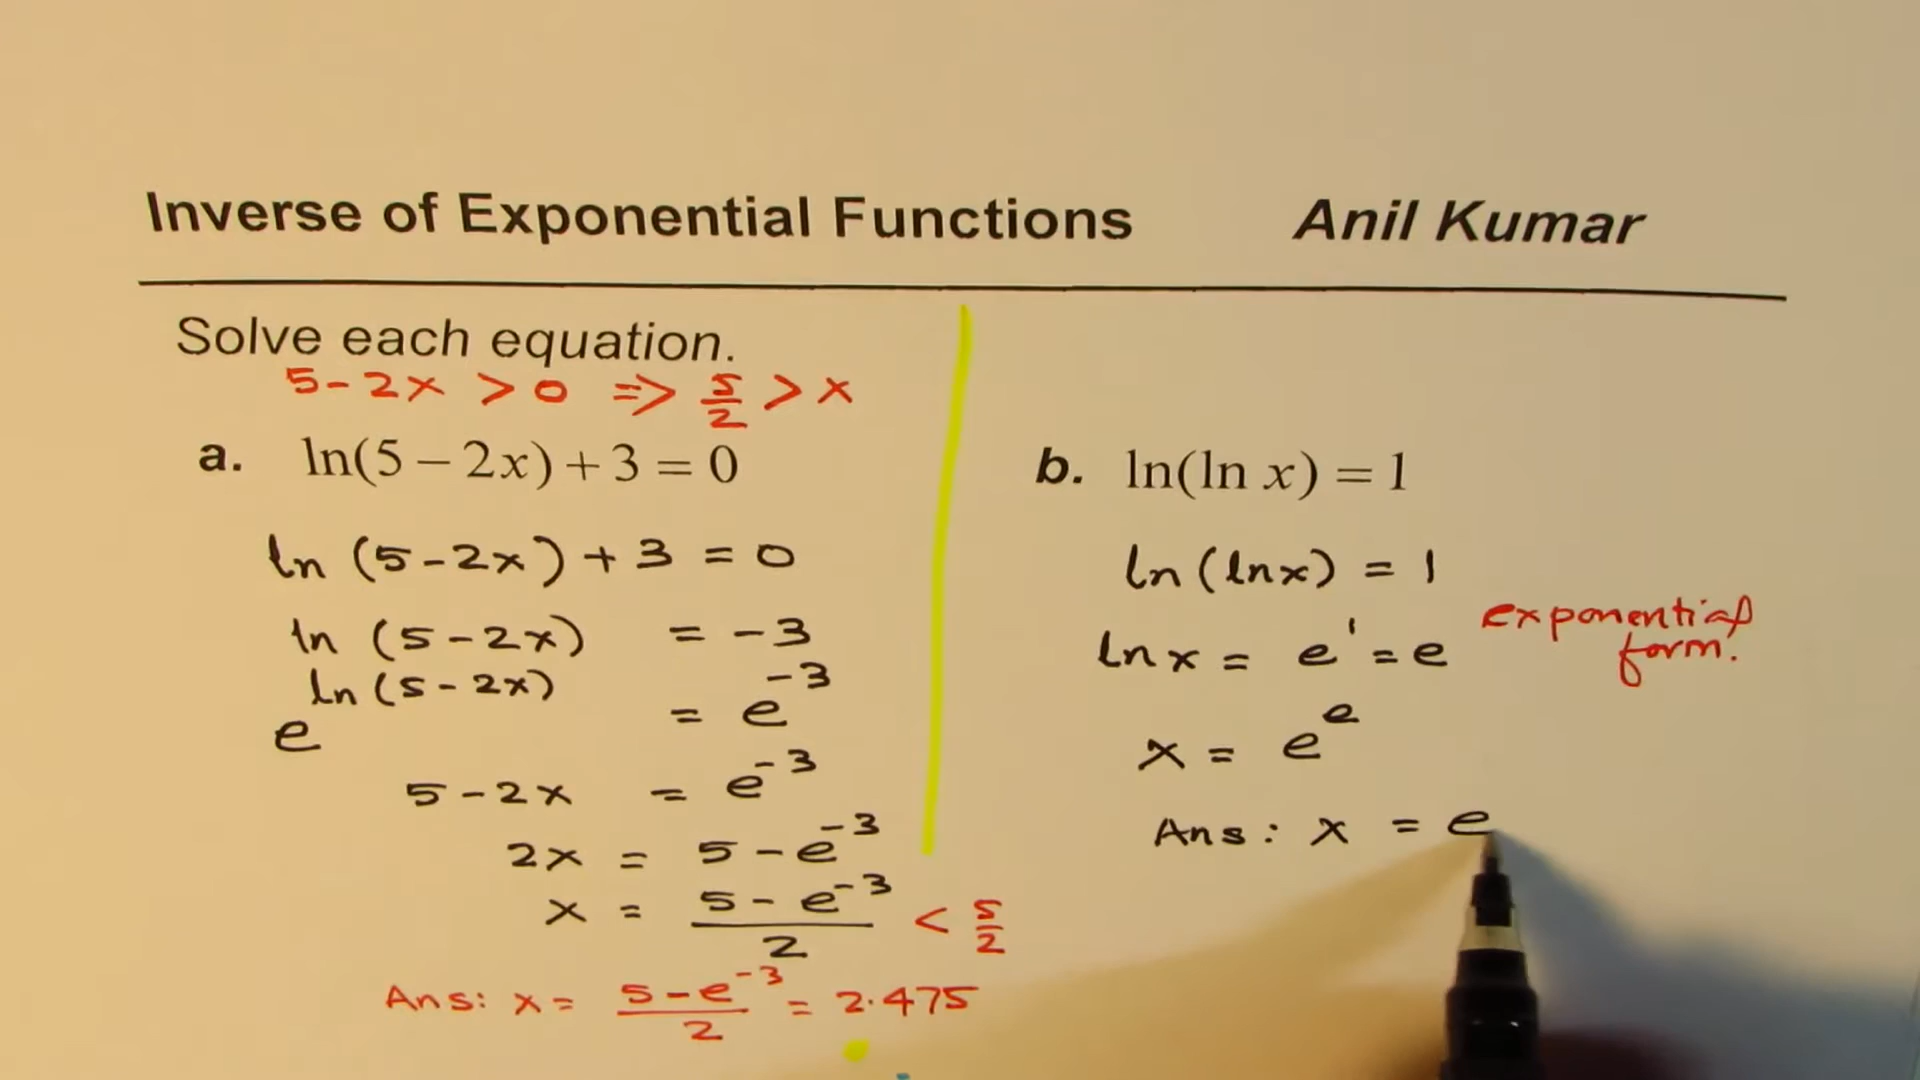 Inverse of Exponential Functions Anil Kumar
Solve each equation.
5-2x > 0 => 5/2 > x
a. ln(5 − 2x) + 3 = 0
ln (5-2x) + 3 = 0
ln (5-2x) = -3
e^ln(5-2x) = e^-3
5-2x = e^-3
2x = 5-e^-3
x = (5-e^-3)/2 < 5/2
Ans: x = (5-e^-3)/2 = 2.475
b. ln(ln x) = 1
ln(lnx) = 1
lnx = e^1 = e
exponential
form.
x = e^e
Ans: x = e